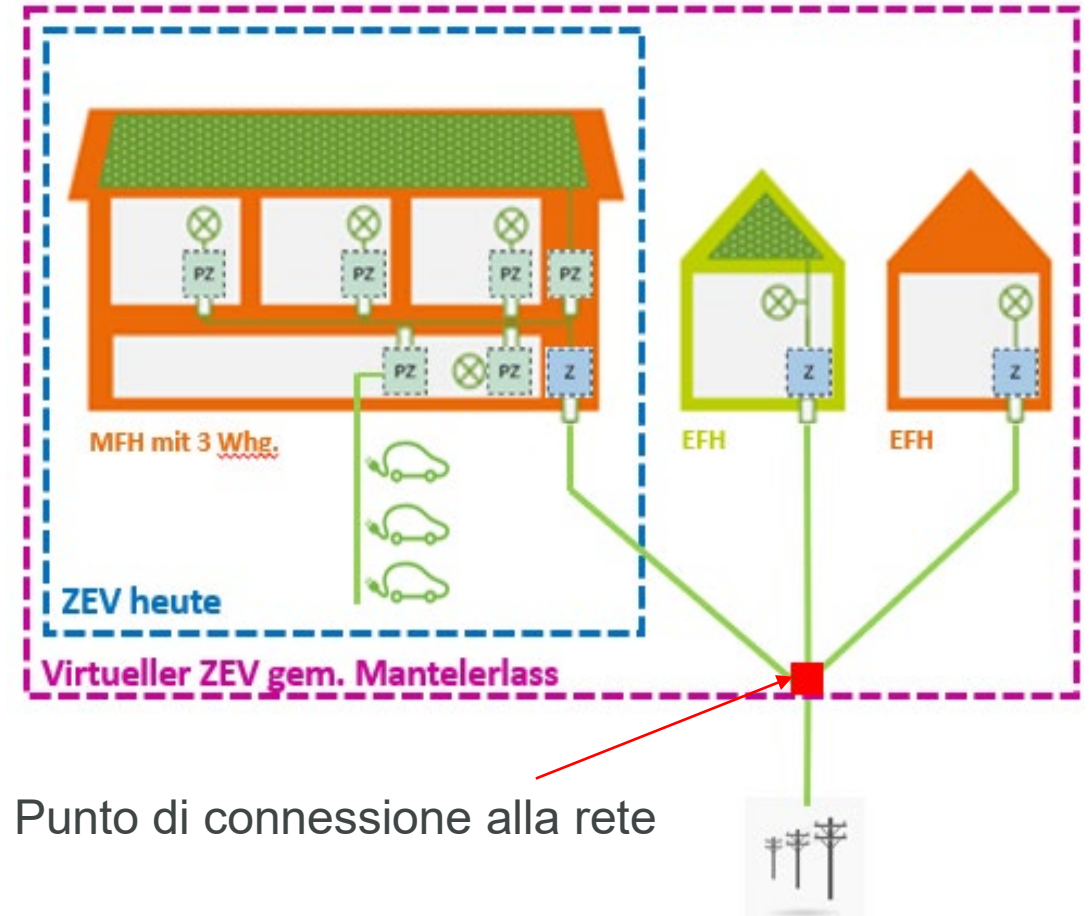 PZ PZ PZ PZ
PZ PZ Z Z Z
MFH mit 3 Whg. EFH EFH
ZEV heute
Virtueller ZEV gem. Mantelerlass
Punto di connessione alla rete